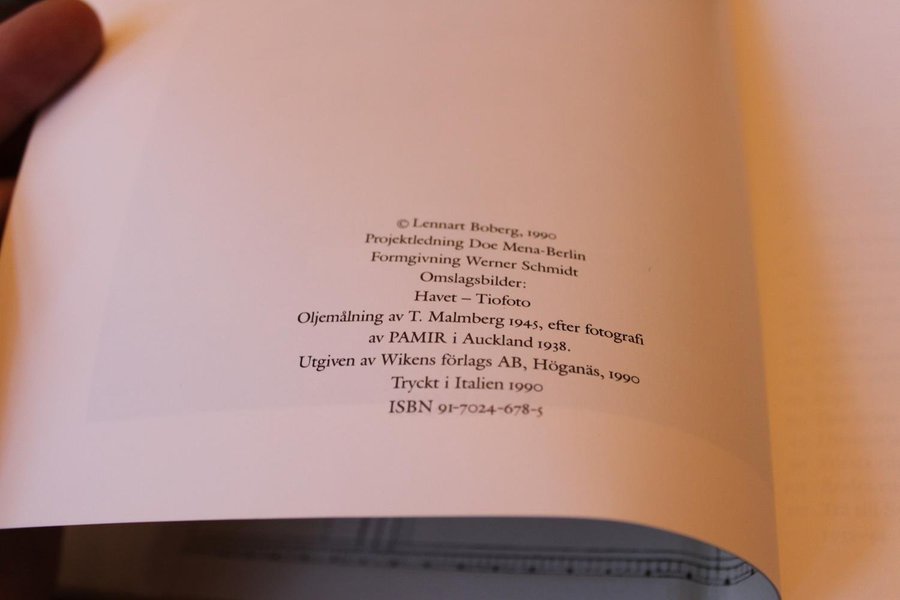 © Lennart Boberg, 1990
Projektledning Doe Mena-Berlin
Formgivning Werner Schmidt
Omslagsbilder:
Havet – Tiofoto
Oljemålning av T. Malmberg 1945, efter fotografi
av PAMIR i Auckland 1938.
Utgiven av Wikens förlags AB, Höganäs, 1990
Tryckt i Italien 1990
ISBN 91-7024-678-5